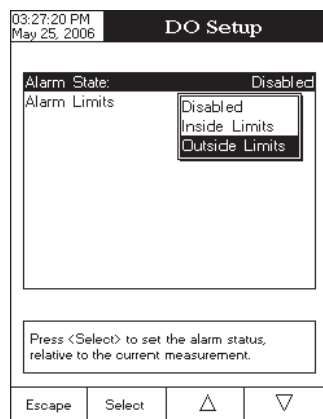 03:27:20 PM
May 25, 2006
DO Setup
Alarm State: Disabled
Alarm Limits
Disabled
Inside Limits
Outside Limits
Press <Select> to set the alarm status,
relative to the current measurement.
Escape Select △ ▽